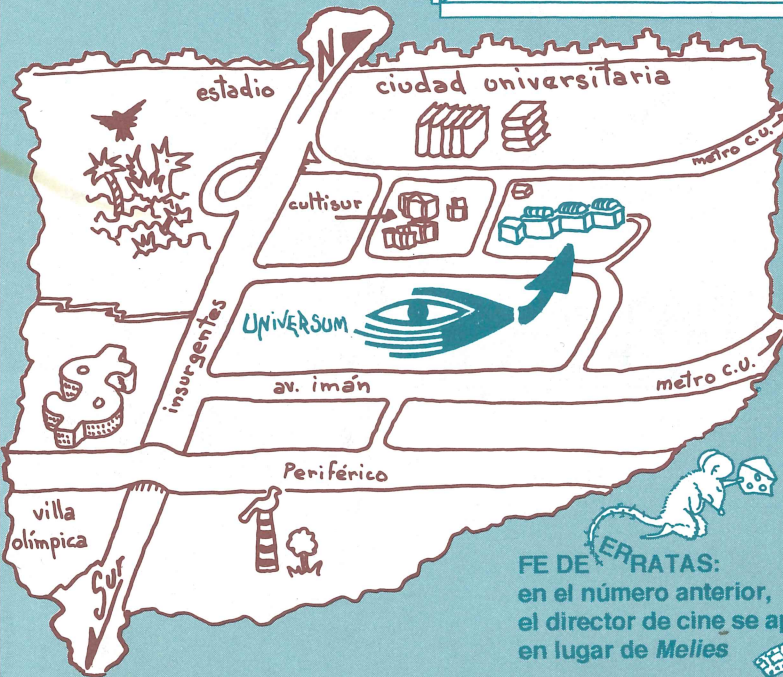 N
estadio
ciudad universitaria
metro c.u.
cultisur
UNIVERSUM
insurgentes
av. imán
metro c.u.
Periférico
villa
olímpica
Sur
FE DE ERRATAS:
en el número anterior,
el director de cine se ap
en lugar de Melies